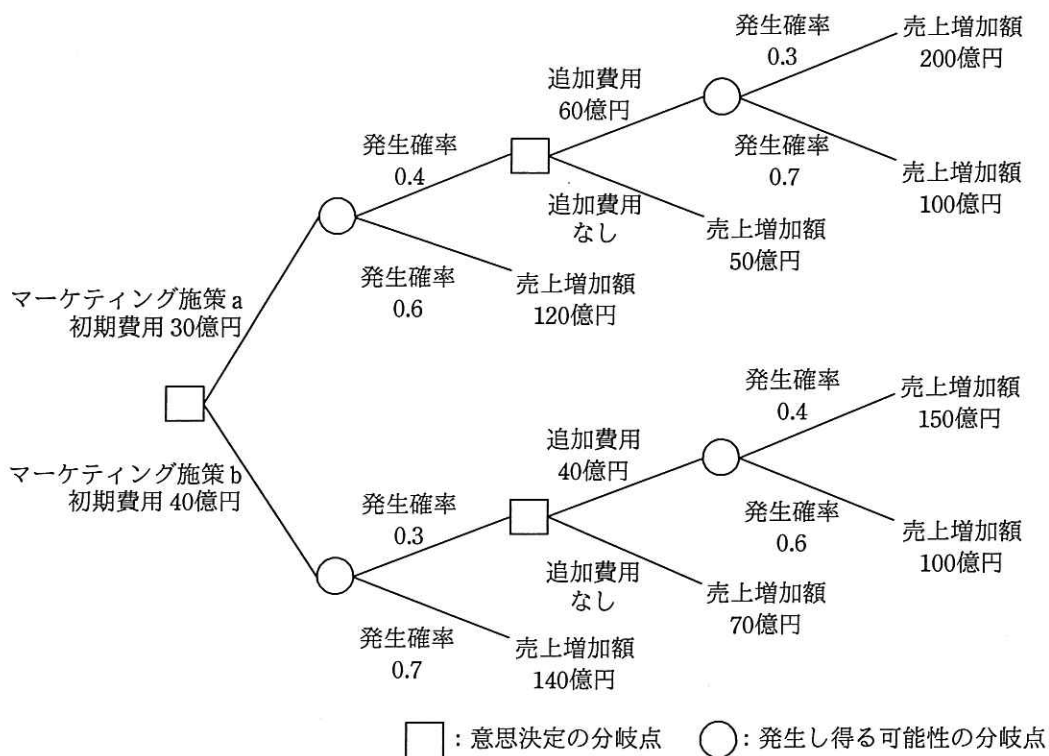 発生確率
0.3
売上増加額
200億円
追加費用
60億円
発生確率
0.7
売上増加額
100億円
発生確率
0.4
追加費用
なし
売上増加額
50億円
発生確率
0.6
売上増加額
120億円
マーケティング施策 a
初期費用 30億円
マーケティング施策 b
初期費用 40億円
発生確率
0.4
売上増加額
150億円
追加費用
40億円
発生確率
0.6
売上増加額
100億円
発生確率
0.3
追加費用
なし
売上増加額
70億円
発生確率
0.7
売上増加額
140億円
:意思決定の分岐点 :発生し得る可能性の分岐点